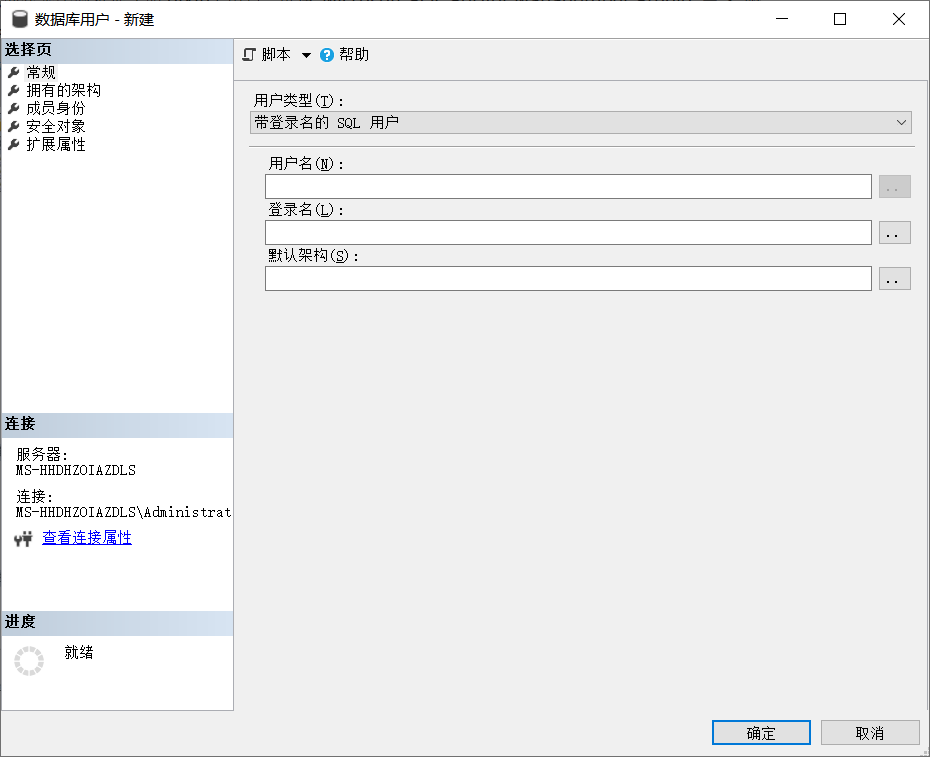 数据库用户 - 新建
选择页
常规
拥有的架构
成员身份
安全对象
扩展属性
脚本
帮助
用户类型(T):
带登录名的 SQL 用户
用户名(N):
..
登录名(L):
..
默认架构(S):
..
连接
服务器:
MS-HHDHZOIAZDLS
连接:
MS-HHDHZOIAZDLS\Administrat
查看连接属性
进度
就绪
确定
取消